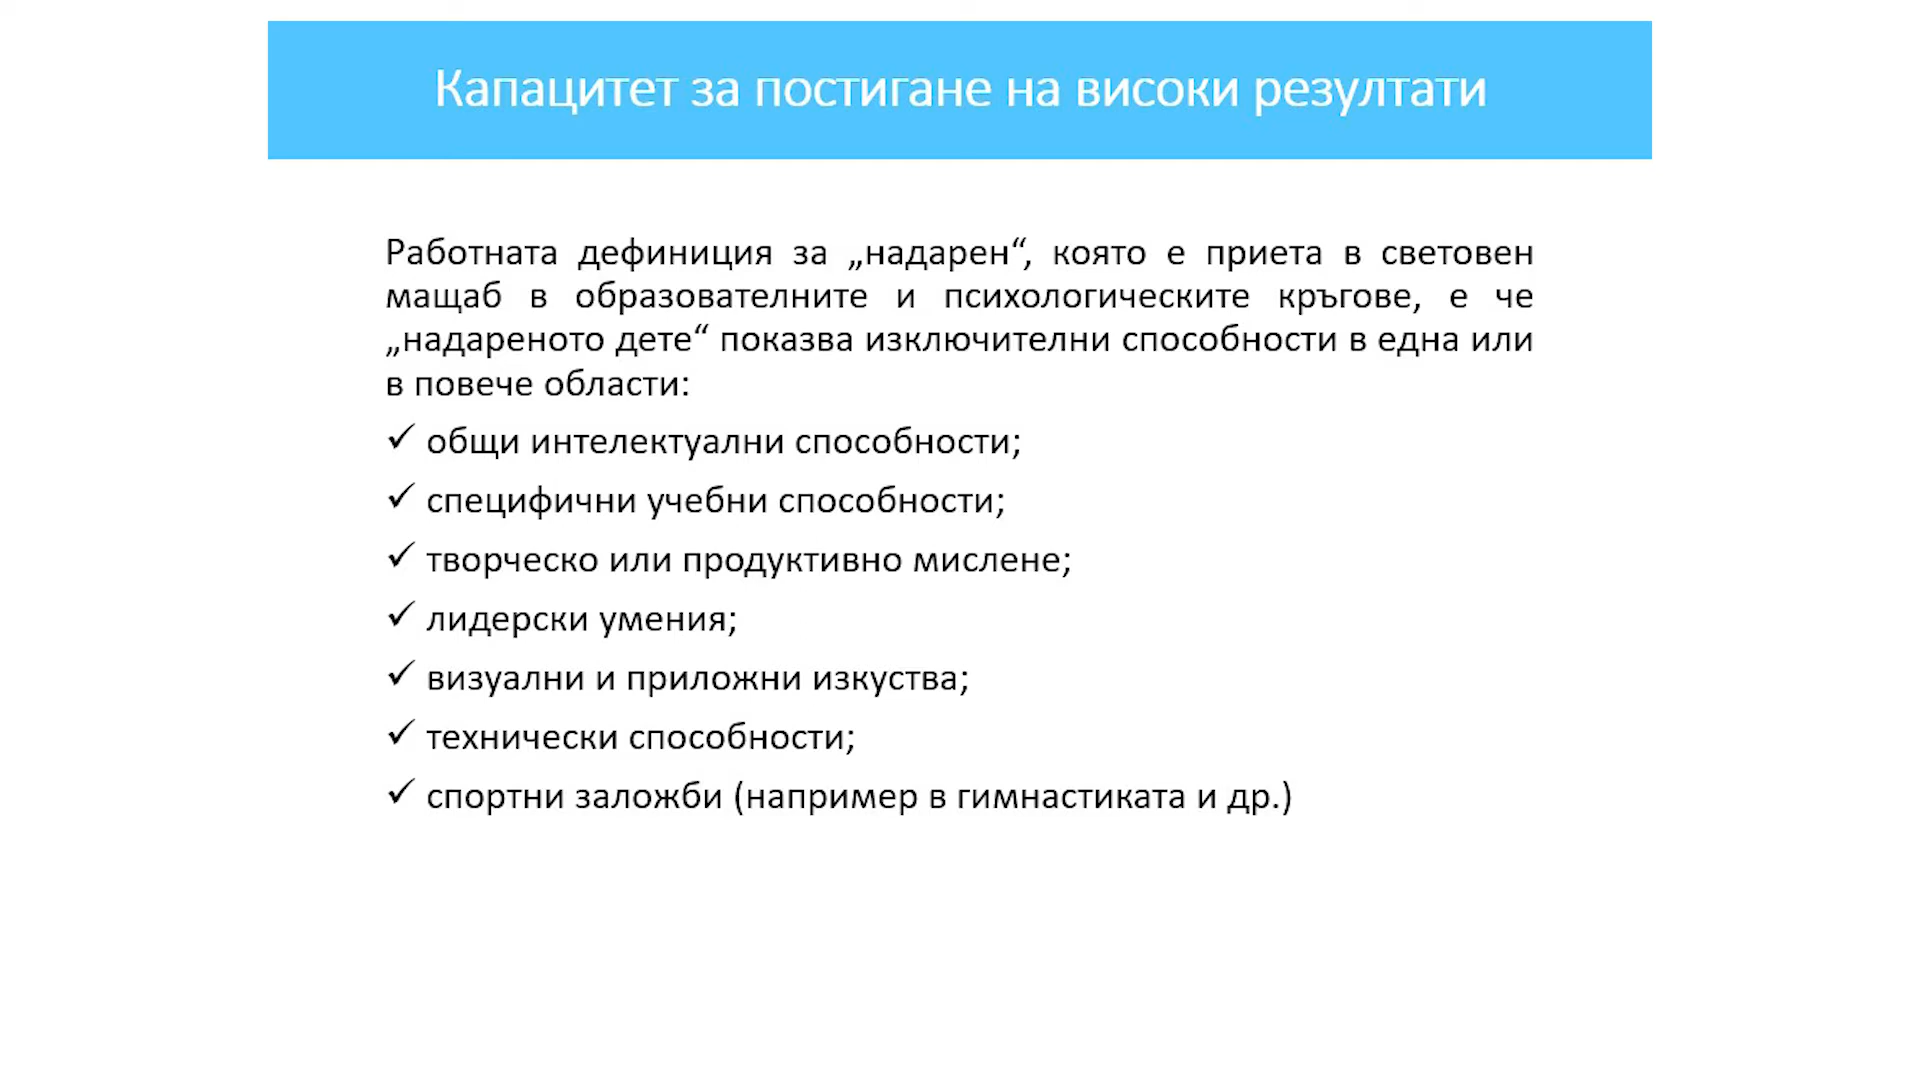 Капацитет за постигане на високи резултати
Работната дефиниция за „надарен“, която е приета в световен
мащаб в образователните и психологическите кръгове, е че
„надареното дете“ показва изключителни способности в една или
в повече области:
✓ общи интелектуални способности;
✓ специфични учебни способности;
✓ творческо или продуктивно мислене;
✓ лидерски умения;
✓ визуални и приложни изкуства;
✓ технически способности;
✓ спортни заложби (например в гимнастиката и др.)